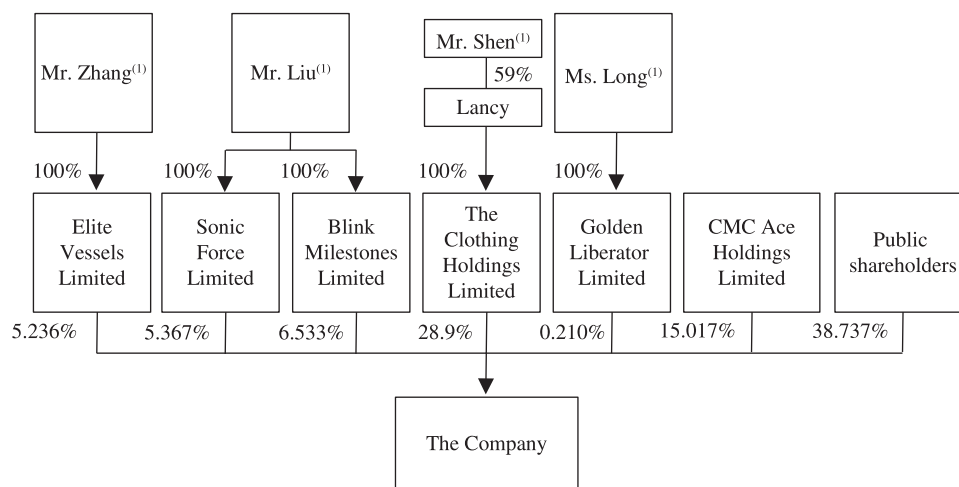 Mr. Zhang(1)
Mr. Liu(1)
Mr. Shen(1)
59%
Lancy
Ms. Long(1)
100%
100%
100%
100%
100%
Elite
Vessels
Limited
Sonic
Force
Limited
Blink
Milestones
Limited
The
Clothing
Holdings
Limited
Golden
Liberator
Limited
CMC Ace
Holdings
Limited
Public
shareholders
5.236%
5.367%
6.533%
28.9%
0.210%
15.017%
38.737%
The Company